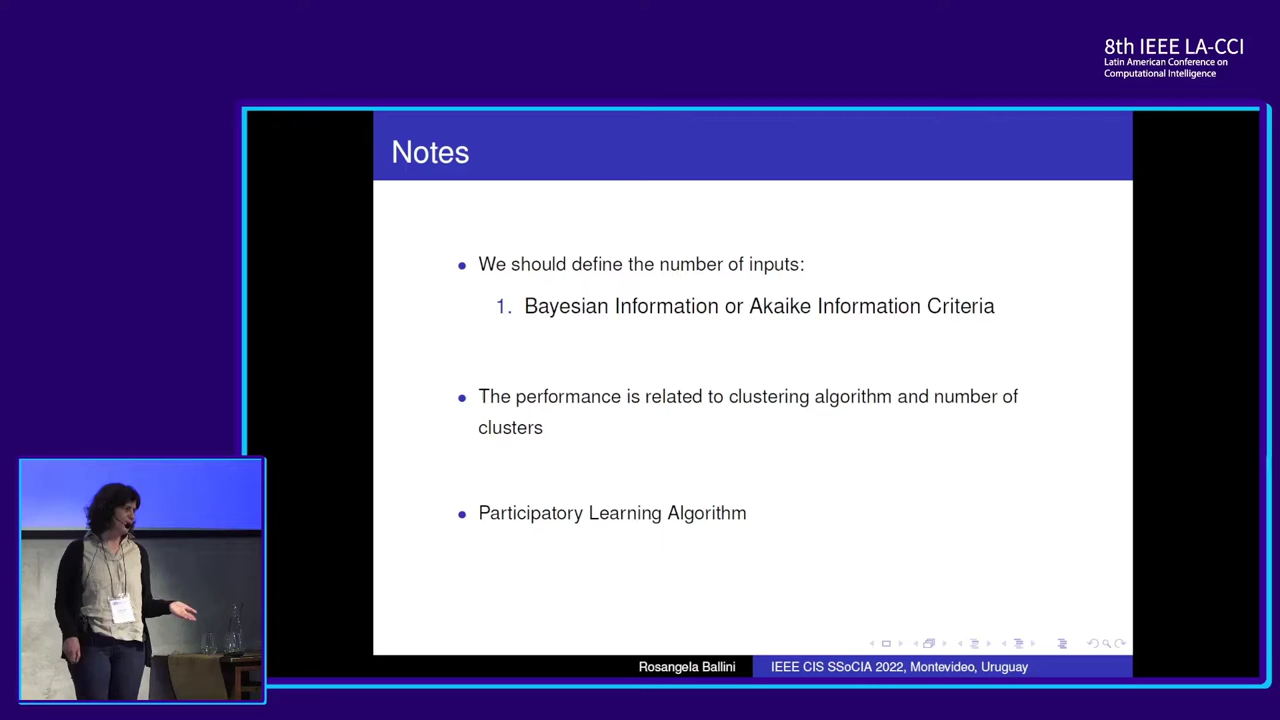 8th IEEE LA-CCI
Latin American Conference on
Computational Intelligence
Notes
• We should define the number of inputs:
1. Bayesian Information or Akaike Information Criteria
• The performance is related to clustering algorithm and number of
clusters
• Participatory Learning Algorithm
Rosangela Ballini IEEE CIS SSoCIA 2022, Montevideo, Uruguay